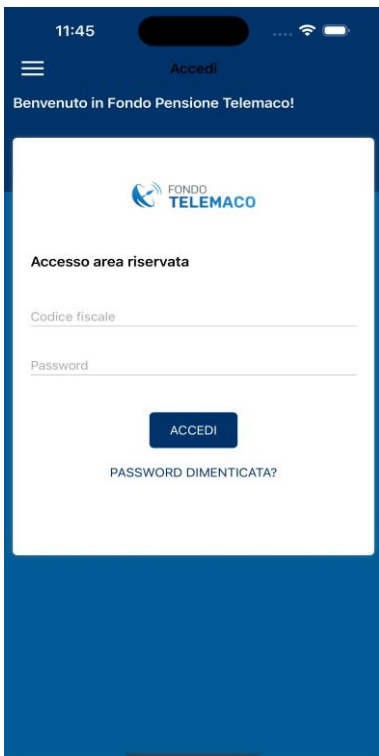 11:45
Accedi
Benvenuto in Fondo Pensione Telemaco!
FONDO
TELEMACO
Accesso area riservata
Codice fiscale
Password
ACCEDI
PASSWORD DIMENTICATA?